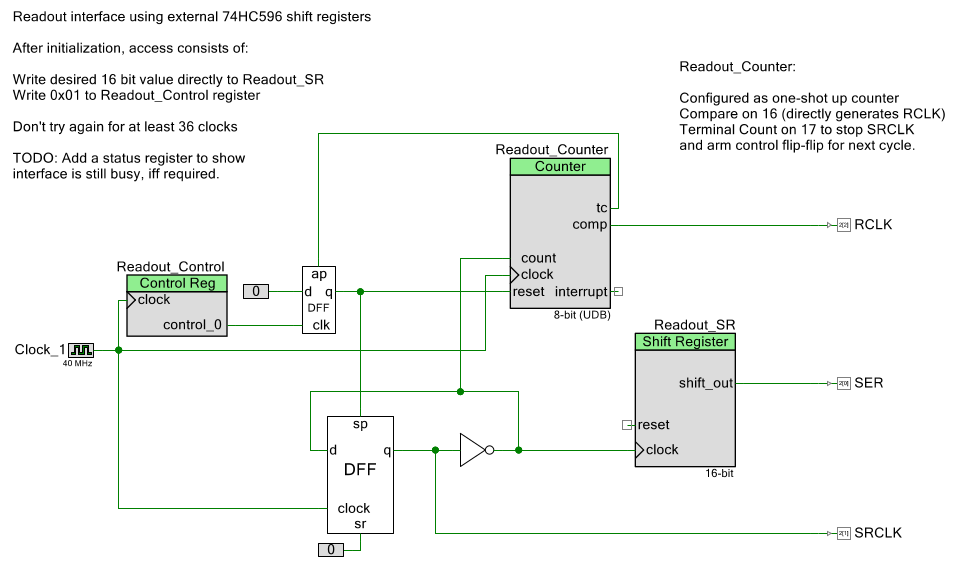 Readout interface using external 74HC596 shift registers
After initialization, access consists of:
Write desired 16 bit value directly to Readout_SR
Write 0x01 to Readout_Control register
Don't try again for at least 36 clocks
TODO: Add a status register to show
interface is still busy, iff required.
Readout_Counter:
Configured as one-shot up counter
Compare on 16 (directly generates RCLK)
Terminal Count on 17 to stop SRCLK
and arm control flip-flip for next cycle.
Readout_Counter
Counter
tc
comp
count
clock
reset interrupt
8-bit (UDB)
RCLK
Readout_Control
Control Reg
clock
control_0
0
ap
d q
DFF
clk
Clock_1
40 MHz
Readout_SR
Shift Register
shift_out
reset
clock
16-bit
SER
sp
d q
DFF
clock
sr
0
SRCLK